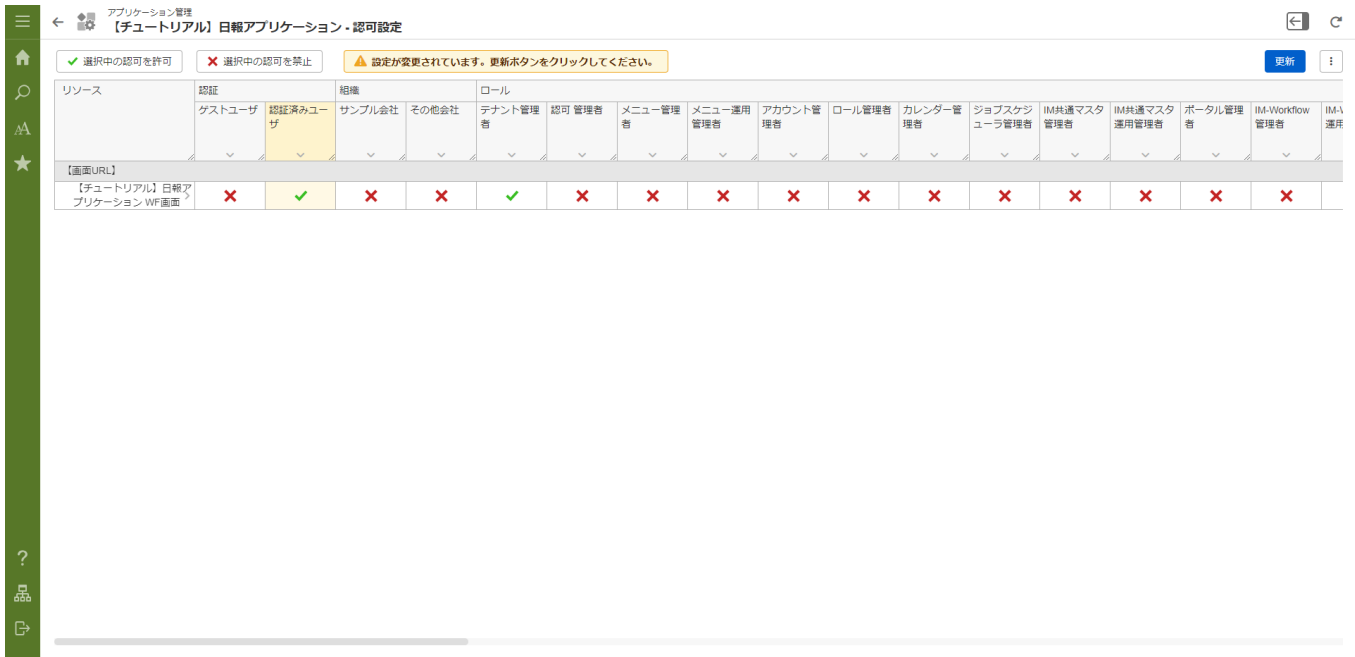 アプリケーション管理
【チュートリアル】日報アプリケーション - 認可設定
選択中の認可を許可
選択中の認可を禁止
設定が変更されています。更新ボタンをクリックしてください。
更新
リソース
認証
組織
ロール
ゲストユーザ
認証済みユー
ザ
サンプル会社
その他会社
テナント管理
者
認可 管理者
メニュー管理
者
メニュー運用
管理者
アカウント管
理者
ロール管理者
カレンダー管
理者
ジョブスケジ
ューラ管理者
IM共通マスタ
管理者
IM共通マスタ
運用管理者
ポータル管理
者
IM-Workflow
管理者
運用
【画面URL】
【チュートリアル】日報ア
プリケーション WF画面